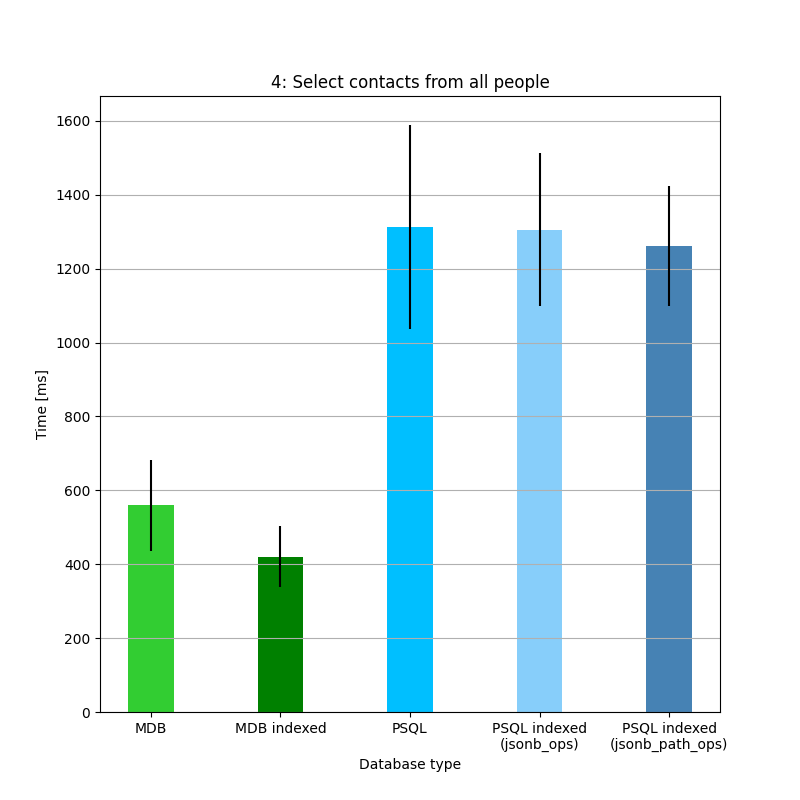 4: Select contacts from all people
1600
1400
1200
1000
800
600
400
200
0
Time [ms]
MDB
MDB indexed
PSQL
PSQL indexed
(jsonb_ops)
PSQL indexed
(jsonb_path_ops)
Database type